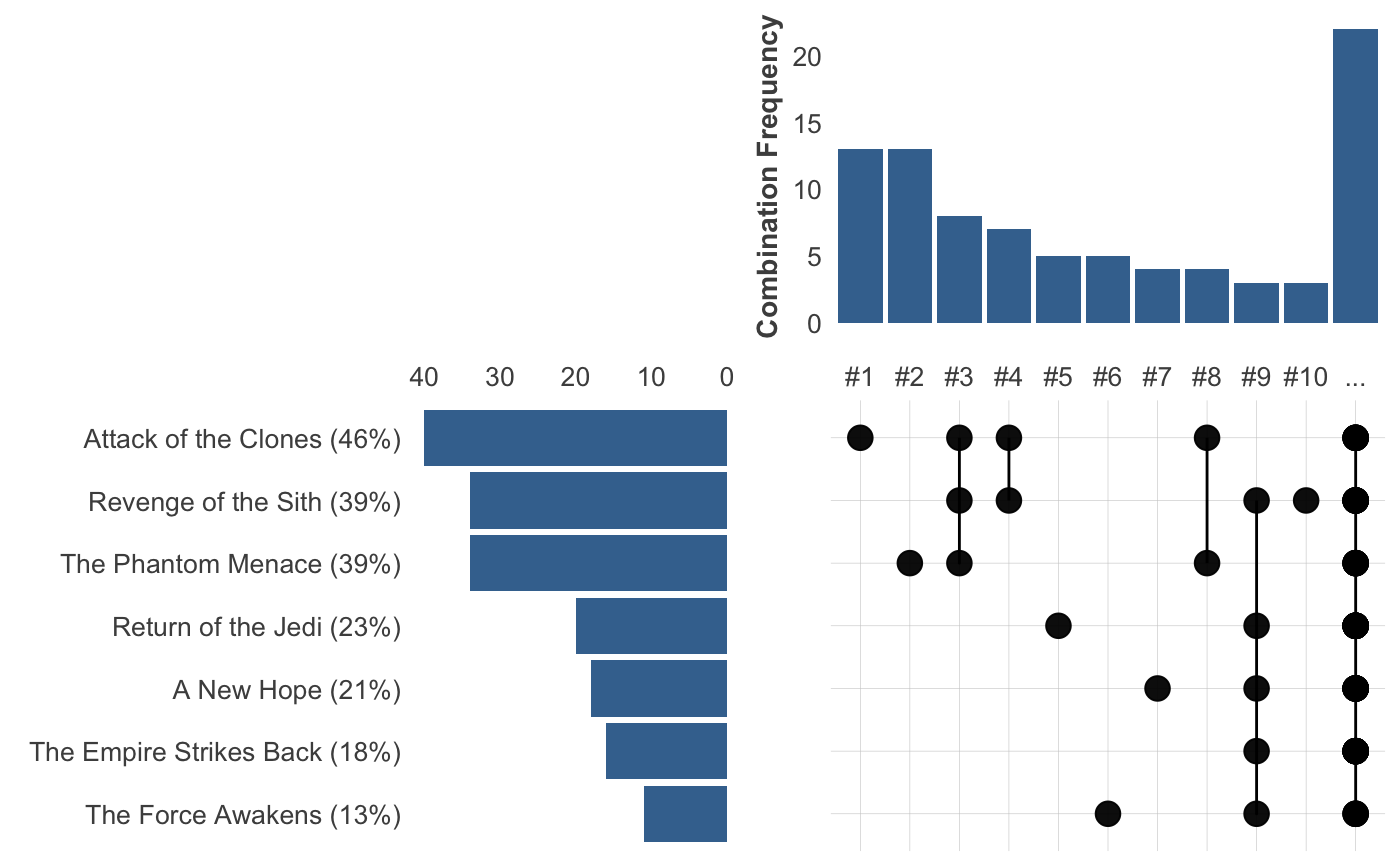 Combination Frequency
20
15
10
5
0
40 30 20 10 0
#1 #2 #3 #4 #5 #6 #7 #8 #9 #10 ...
Attack of the Clones (46%)
Revenge of the Sith (39%)
The Phantom Menace (39%)
Return of the Jedi (23%)
A New Hope (21%)
The Empire Strikes Back (18%)
The Force Awakens (13%)